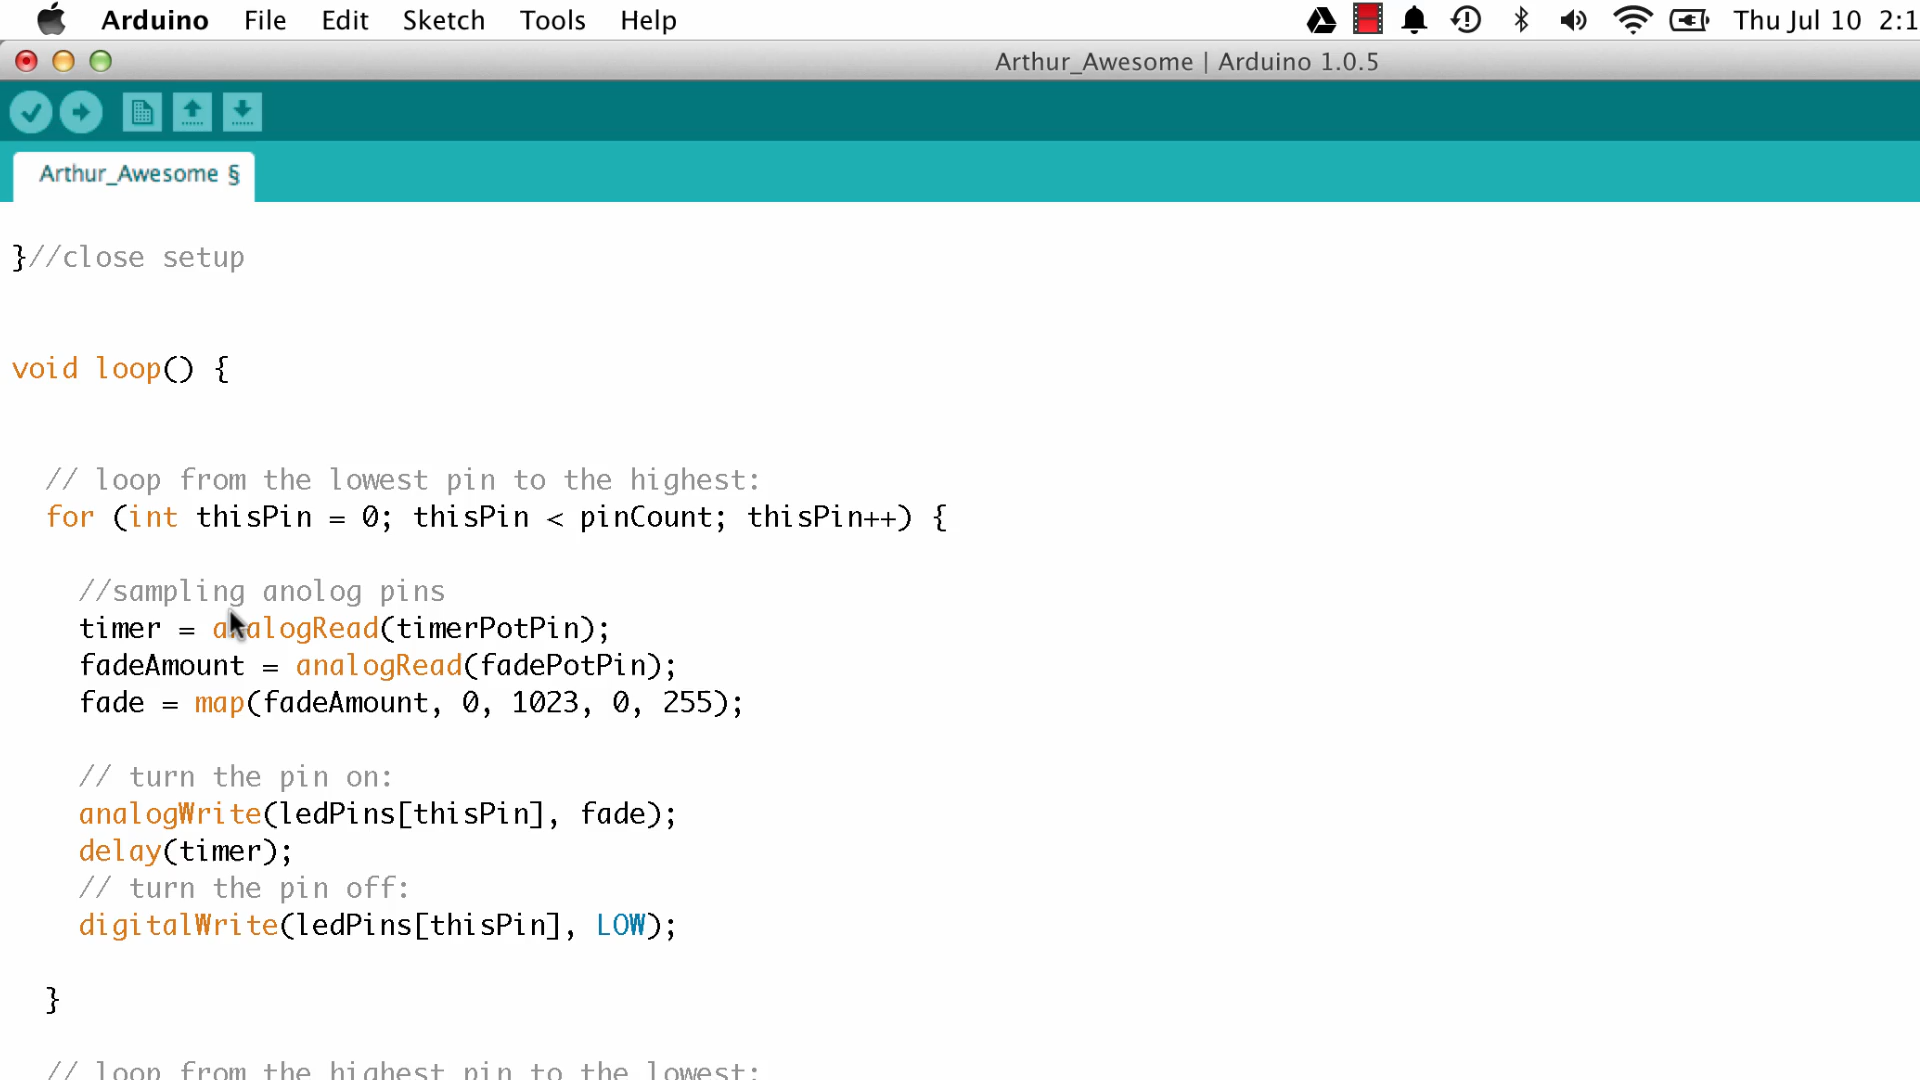 Arduino File Edit Sketch Tools Help Thu Jul 10 2:1
Arthur_Awesome | Arduino 1.0.5
Arthur_Awesome §
}//close setup
void loop() {
// loop from the lowest pin to the highest:
for (int thisPin = 0; thisPin < pinCount; thisPin++) {
//sampling anolog pins
timer = analogRead(timerPotPin);
fadeAmount = analogRead(fadePotPin);
fade = map(fadeAmount, 0, 1023, 0, 255);
// turn the pin on:
analogWrite(ledPins[thisPin], fade);
delay(timer);
// turn the pin off:
digitalWrite(ledPins[thisPin], LOW);
}
// loop from the highest pin to the lowest: